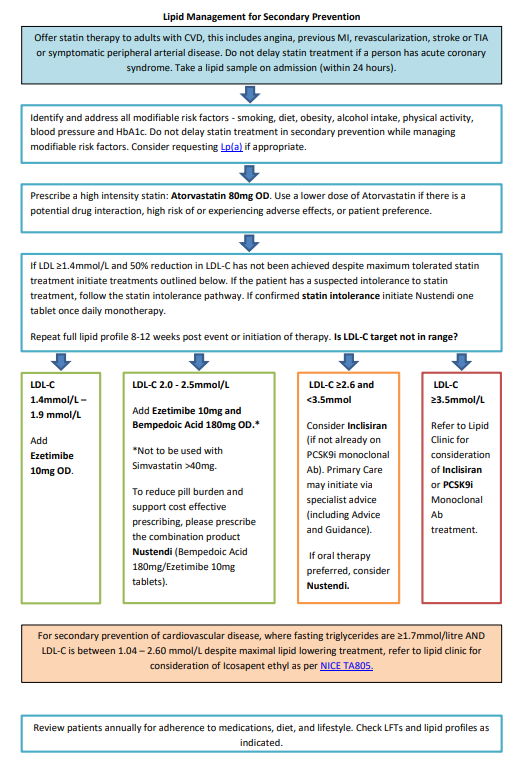 Lipid Management for Secondary Prevention
Offer statin therapy to adults with CVD, this includes angina, previous MI, revascularization, stroke or TIA
or symptomatic peripheral arterial disease. Do not delay statin treatment if a person has acute coronary
syndrome. Take a lipid sample on admission (within 24 hours).
Identify and address all modifiable risk factors - smoking, diet, obesity, alcohol intake, physical activity,
blood pressure and HbA1c. Do not delay statin treatment in secondary prevention while managing
modifiable risk factors. Consider requesting Lp(a) if appropriate.
Prescribe a high intensity statin: Atorvastatin 80mg OD. Use a lower dose of Atorvastatin if there is a
potential drug interaction, high risk of or experiencing adverse effects, or patient preference.
If LDL ≥1.4mmol/L and 50% reduction in LDL-C has not been achieved despite maximum tolerated statin
treatment initiate treatments outlined below. If the patient has a suspected intolerance to statin
treatment, follow the statin intolerance pathway. If confirmed statin intolerance initiate Nustendi one
tablet once daily monotherapy.
Repeat full lipid profile 8-12 weeks post event or initiation of therapy. Is LDL-C target not in range?
LDL-C
1.4mmol/L –
1.9 mmol/L
Add
Ezetimibe
10mg OD.
LDL-C 2.0 - 2.5mmol/L
Add Ezetimibe 10mg and
Bempedoic Acid 180mg OD.*
*Not to be used with
Simvastatin >40mg.
To reduce pill burden and
support cost effective
prescribing, please prescribe
the combination product
Nustendi (Bempedoic Acid
180mg/Ezetimibe 10mg
tablets).
LDL-C ≥2.6 and
<3.5mmol
Consider Inclisiran
(if not already on
PCSK9i monoclonal
Ab). Primary Care
may initiate via
specialist advice
(including Advice
and Guidance).
If oral therapy
preferred, consider
Nustendi.
LDL-C
≥3.5mmol/L
Refer to Lipid
Clinic for
consideration
of Inclisiran
or PCSK9i
Monoclonal
Ab
treatment.
For secondary prevention of cardiovascular disease, where fasting triglycerides are ≥1.7mmol/litre AND
LDL-C is between 1.04 – 2.60 mmol/L despite maximal lipid lowering treatment, refer to lipid clinic for
consideration of Icosapent ethyl as per NICE TA805.
Review patients annually for adherence to medications, diet, and lifestyle. Check LFTs and lipid profiles as
indicated.